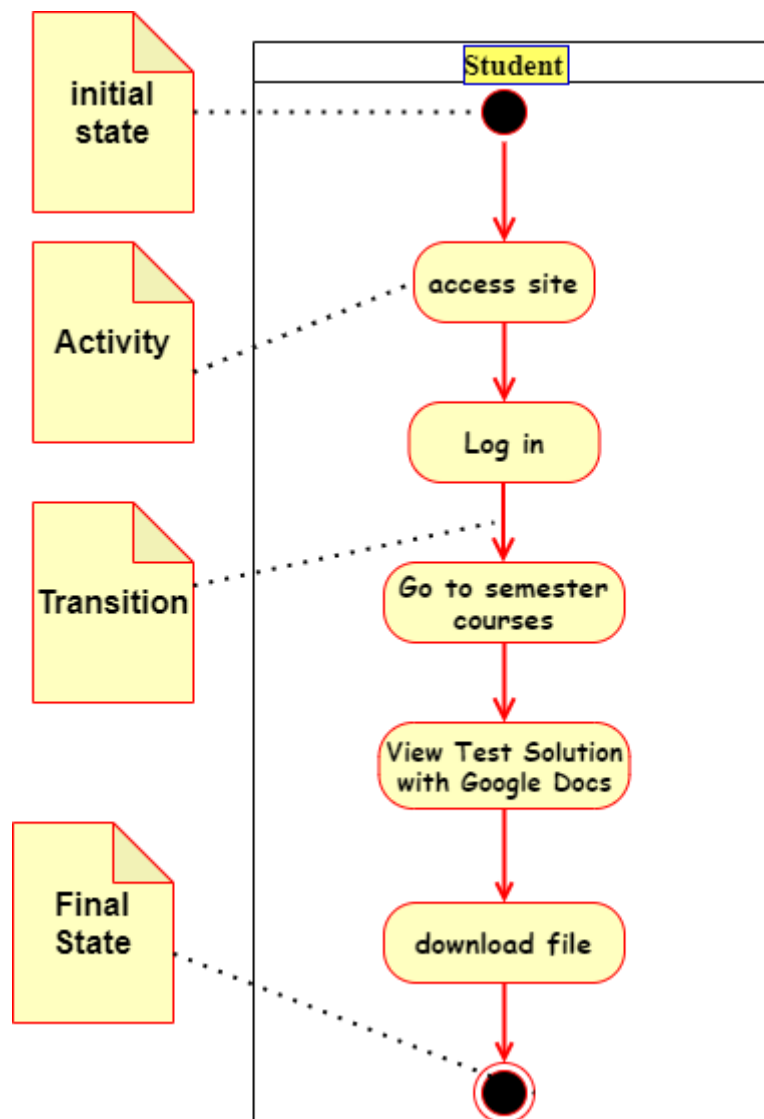 Student
initial
state
access site
Activity
Log in
Transition
Go to semester
courses
View Test Solution
with Google Docs
Final
State
download file